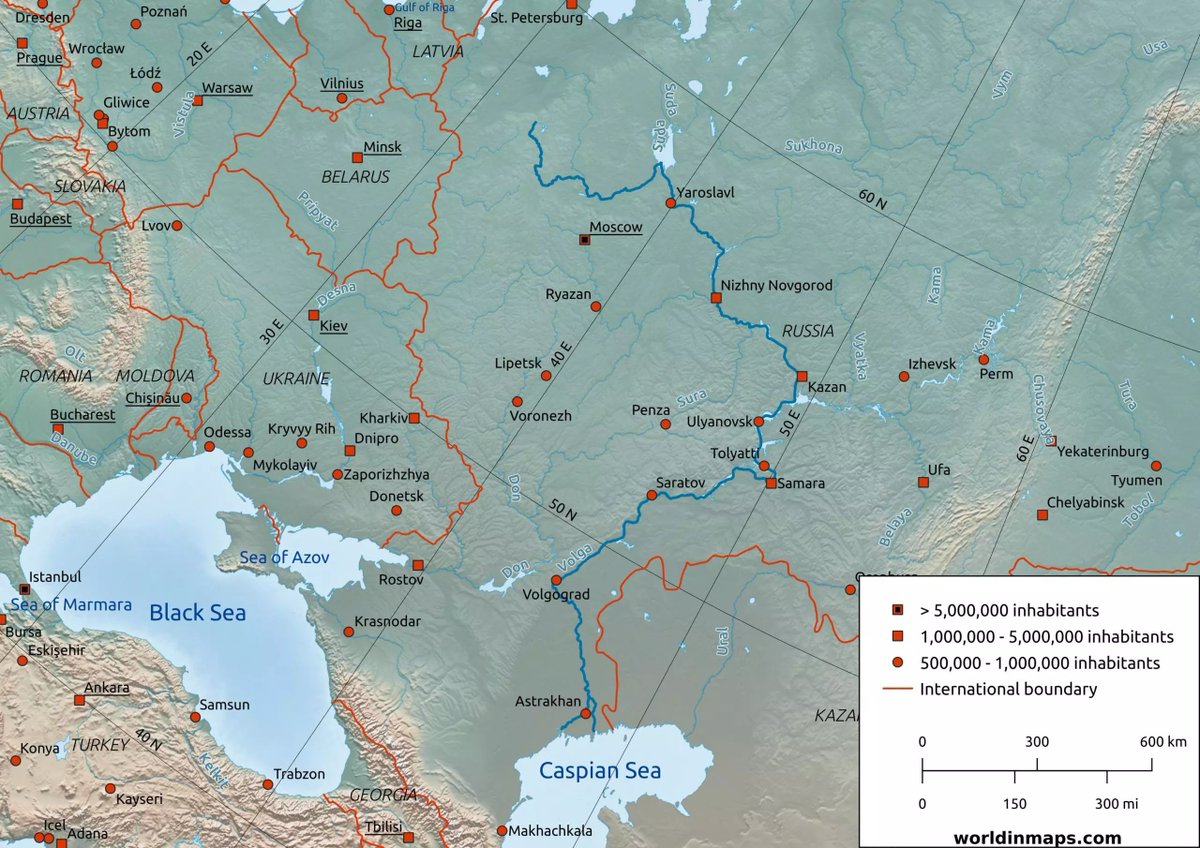 Dresden
Poznań
Gulf of Riga
Riga
St. Petersburg
Prague
Wrocław
20 E
LATVIA
Usa
Łódź
Warsaw
Vilnius
Vym
AUSTRIA
Gliwice
Vistula
Suda
Suda
Bytom
Minsk
Sukhona
SLOVAKIA
BELARUS
Yaroslavl
60 N
Budapest
Pripyat
Lvov
Moscow
Desna
Nizhny Novgorod
Kama
Ryazan
30 E
Kiev
RUSSIA
Kama
Olt
40 E
Vyatka
ROMANIA
MOLDOVA
UKRAINE
Lipetsk
Izhevsk
Perm
Chişinău
Kazan
Chusovaya
Tura
Bucharest
Voronezh
Sura
Kharkiv
Penza
Ulyanovsk
50 E
Danube
Odessa
Kryvyy Rih
Dnipro
60 E
Yekaterinburg
Mykolayiv
Zaporizhzhya
Tolyatti
Ufa
Tyumen
Donetsk
Don
Saratov
Samara
Chelyabinsk
50 N
Belaya
Tobol
Sea of Azov
Don
Volga
Istanbul
Rostov
Volgograd
Sea of Marmara
Black Sea
Bursa
Krasnodar
Ural
Eskişehir
Ankara
Samsun
Astrakhan
40 N
Konya
TURKEY
Kelkit
Caspian Sea
Trabzon
Kayseri
GEORGIA
Icel
Adana
Tbilisi
Makhachkala
> 5,000,000 inhabitants
1,000,000 - 5,000,000 inhabitants
500,000 - 1,000,000 inhabitants
International boundary
0 300 600 km
0 150 300 mi
worldinmaps.com